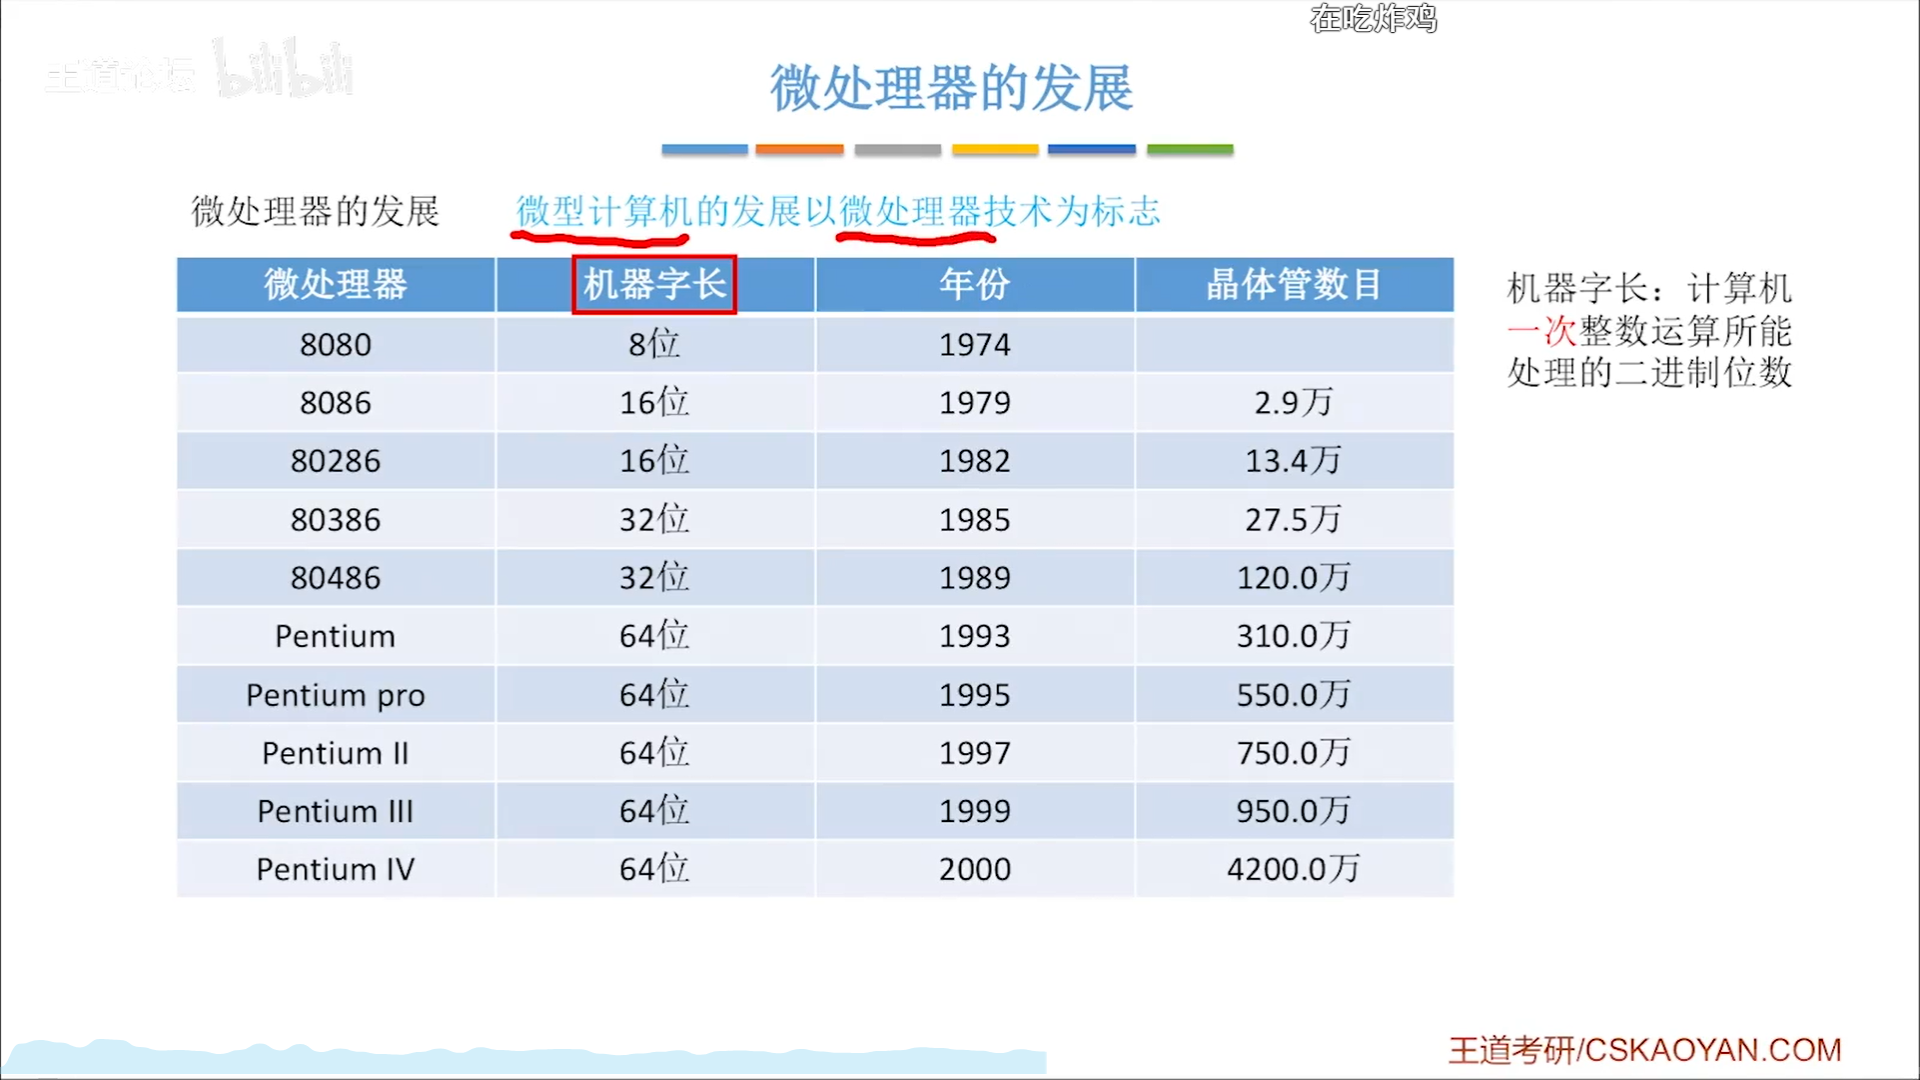 在吃炸鸡
王道论坛 bilibili
微处理器的发展
微处理器的发展 微型计算机的发展以微处理器技术为标志
微处理器 机器字长 年份 晶体管数目
8080 8位 1974
8086 16位 1979 2.9万
80286 16位 1982 13.4万
80386 32位 1985 27.5万
80486 32位 1989 120.0万
Pentium 64位 1993 310.0万
Pentium pro 64位 1995 550.0万
Pentium II 64位 1997 750.0万
Pentium III 64位 1999 950.0万
Pentium IV 64位 2000 4200.0万
机器字长：计算机
一次整数运算所能
处理的二进制位数
王道考研/CSKAOYAN.COM